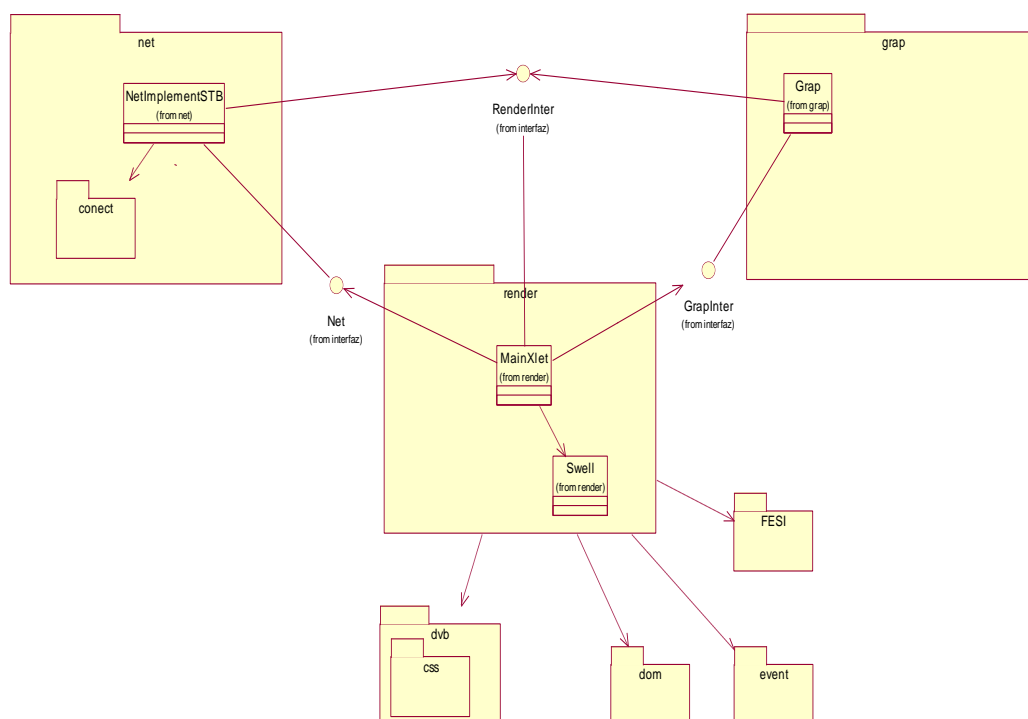 net
grap
NetImplementSTB
(from net)
Grap
(from grap)
RenderInter
(from interfaz)
conect
render
Net
(from interfaz)
GrapInter
(from interfaz)
MainXlet
(from render)
Swell
(from render)
FESI
dvb
css
dom
event